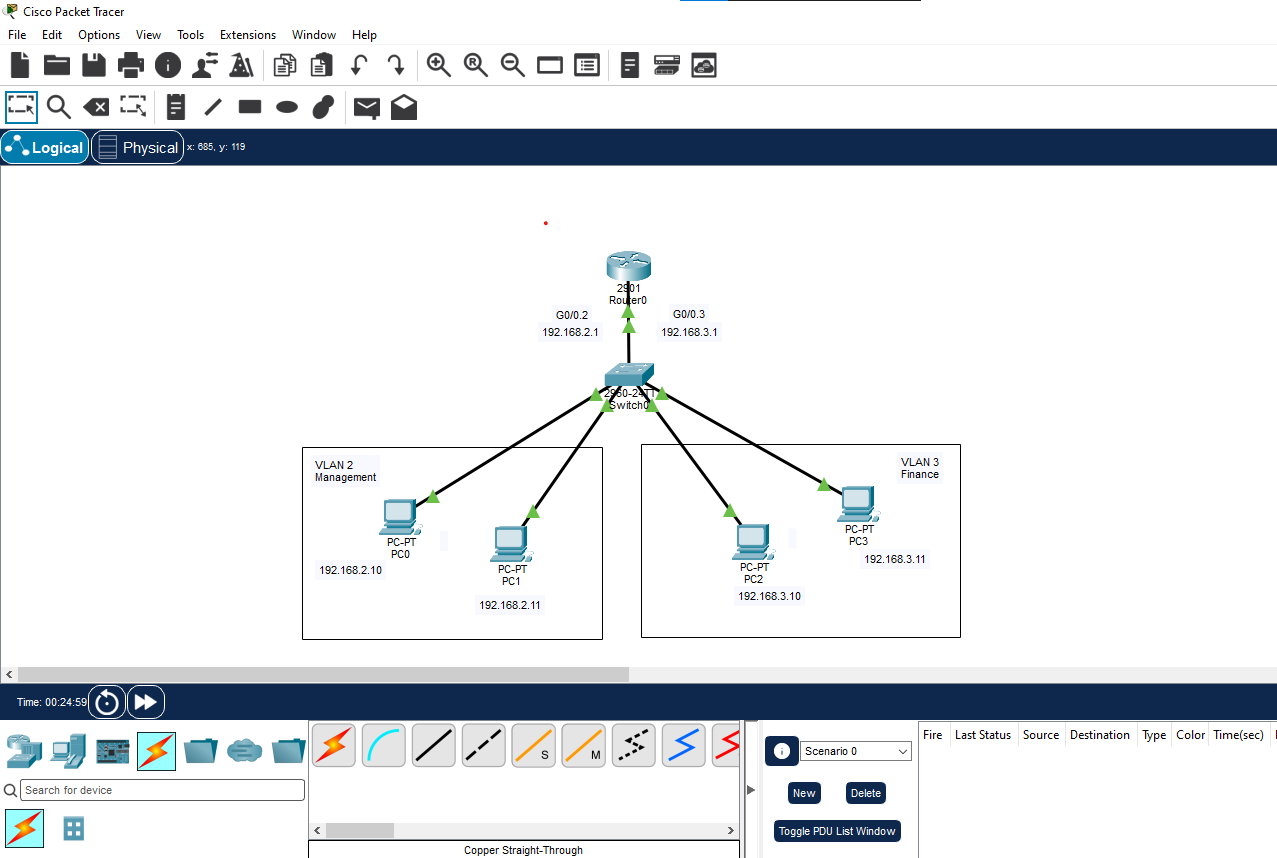 Cisco Packet Tracer
File Edit Options View Tools Extensions Window Help
R
Logical
Physical
x: 685, y: 119
2901
Router0
G0/0.2
G0/0.3
192.168.2.1
192.168.3.1
2960-24TT
Switch0
VLAN 2
Management
VLAN 3
Finance
PC-PT
PC0
192.168.2.10
PC-PT
PC1
192.168.2.11
PC-PT
PC2
192.168.3.10
PC-PT
PC3
192.168.3.11
Time: 00:24:59
S
M
Search for device
Copper Straight-Through
Scenario 0
New
Delete
Toggle PDU List Window
Fire Last Status Source Destination Type Color Time(sec)